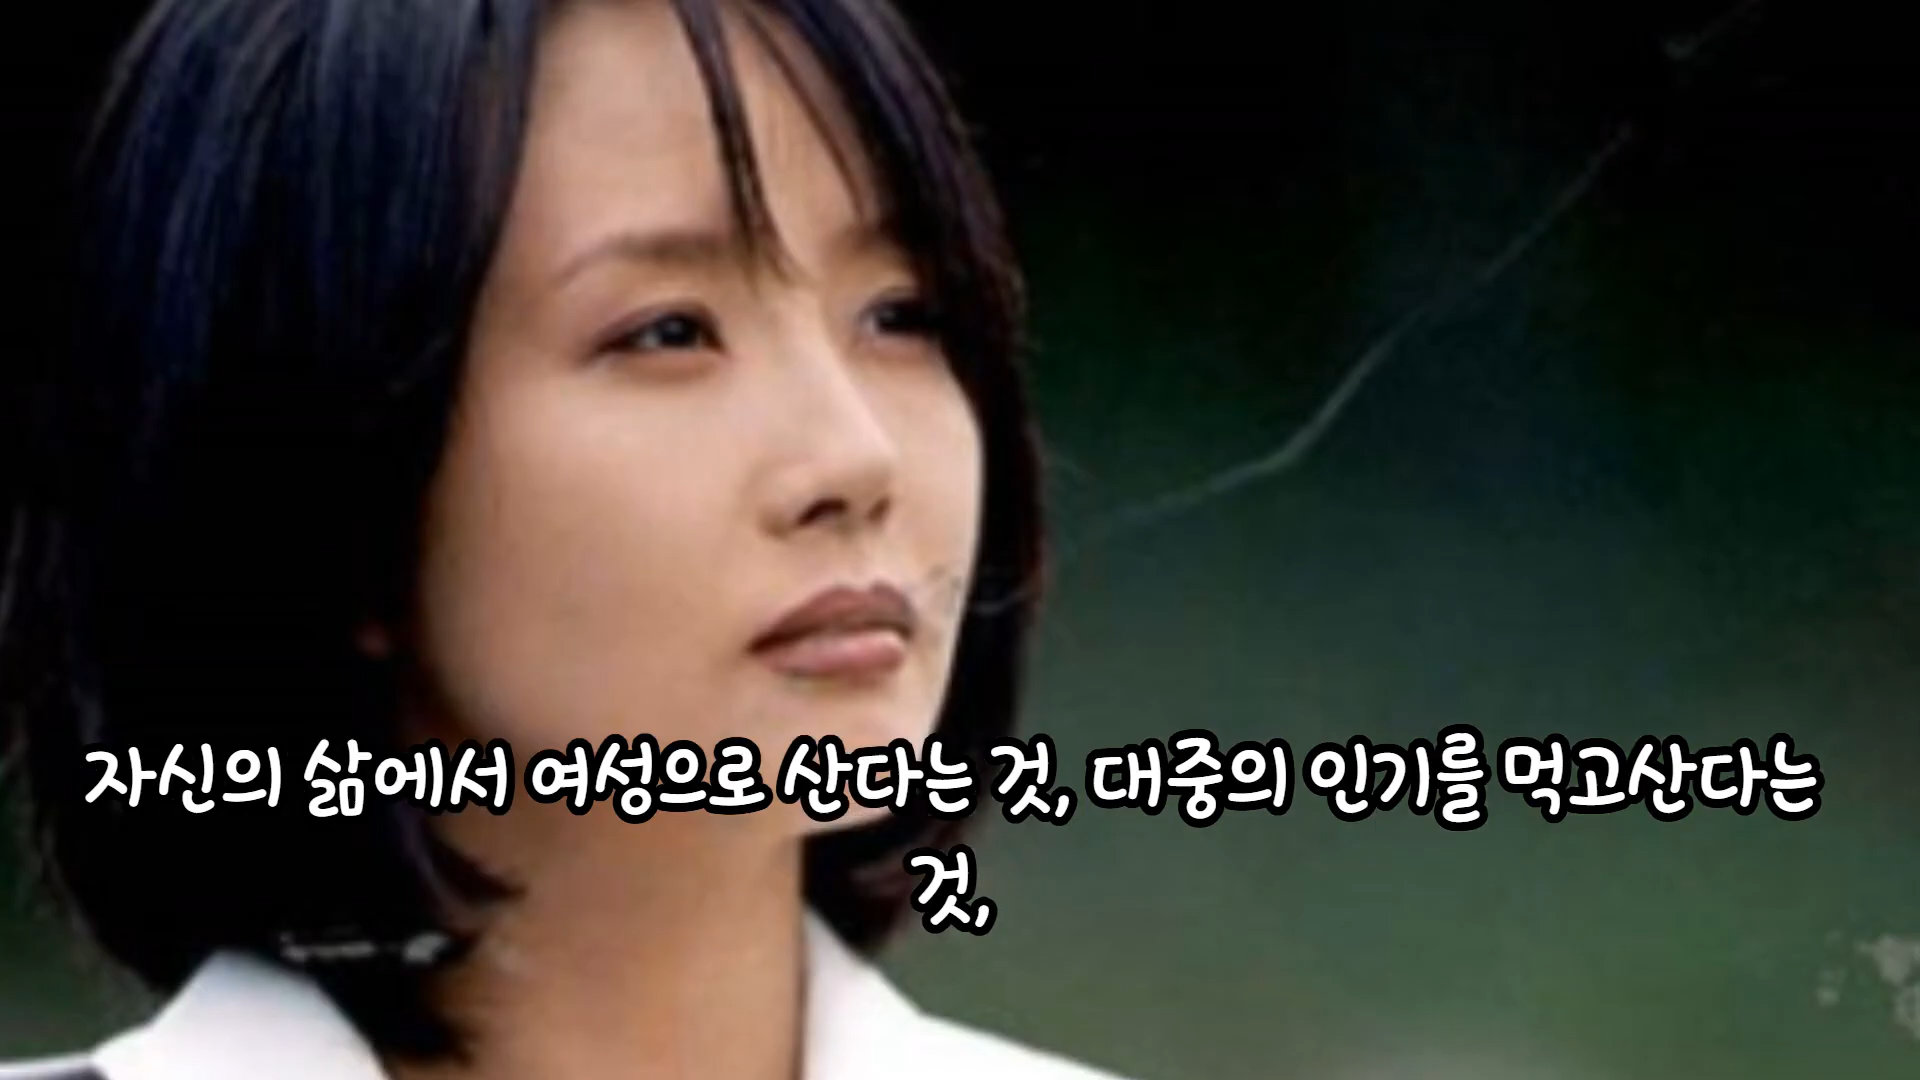 자신의 삶에서 여성으로 산다는 것, 대중의 인기를 먹고산다는
것,